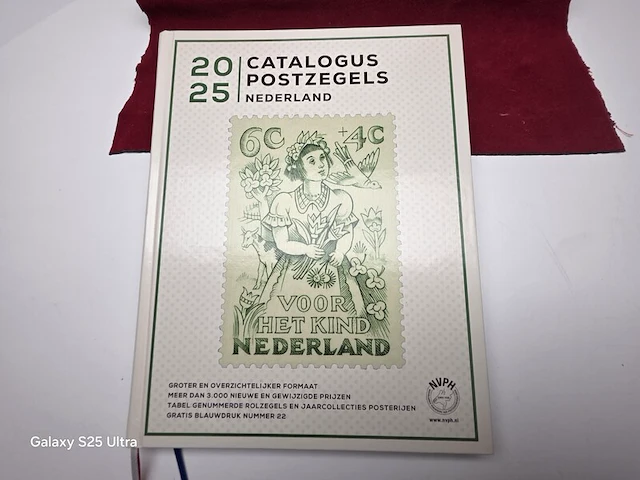 20 25
CATALOGUS
POSTZEGELS
NEDERLAND
6C +4C
VOOR
HET KIND
NEDERLAND
GROTER EN OVERZICHTELIJKER FORMAAT
MEER DAN 3.000 NIEUWE EN GEWIJZIGDE PRIJZEN
TABEL GENUMMERDE ROLZEGELS EN JAARCOLLECTIES POSTERIJEN
GRATIS BLAUWDRUK NUMMER 22
NVPH
www.nvph.nl
Galaxy S25 Ultra